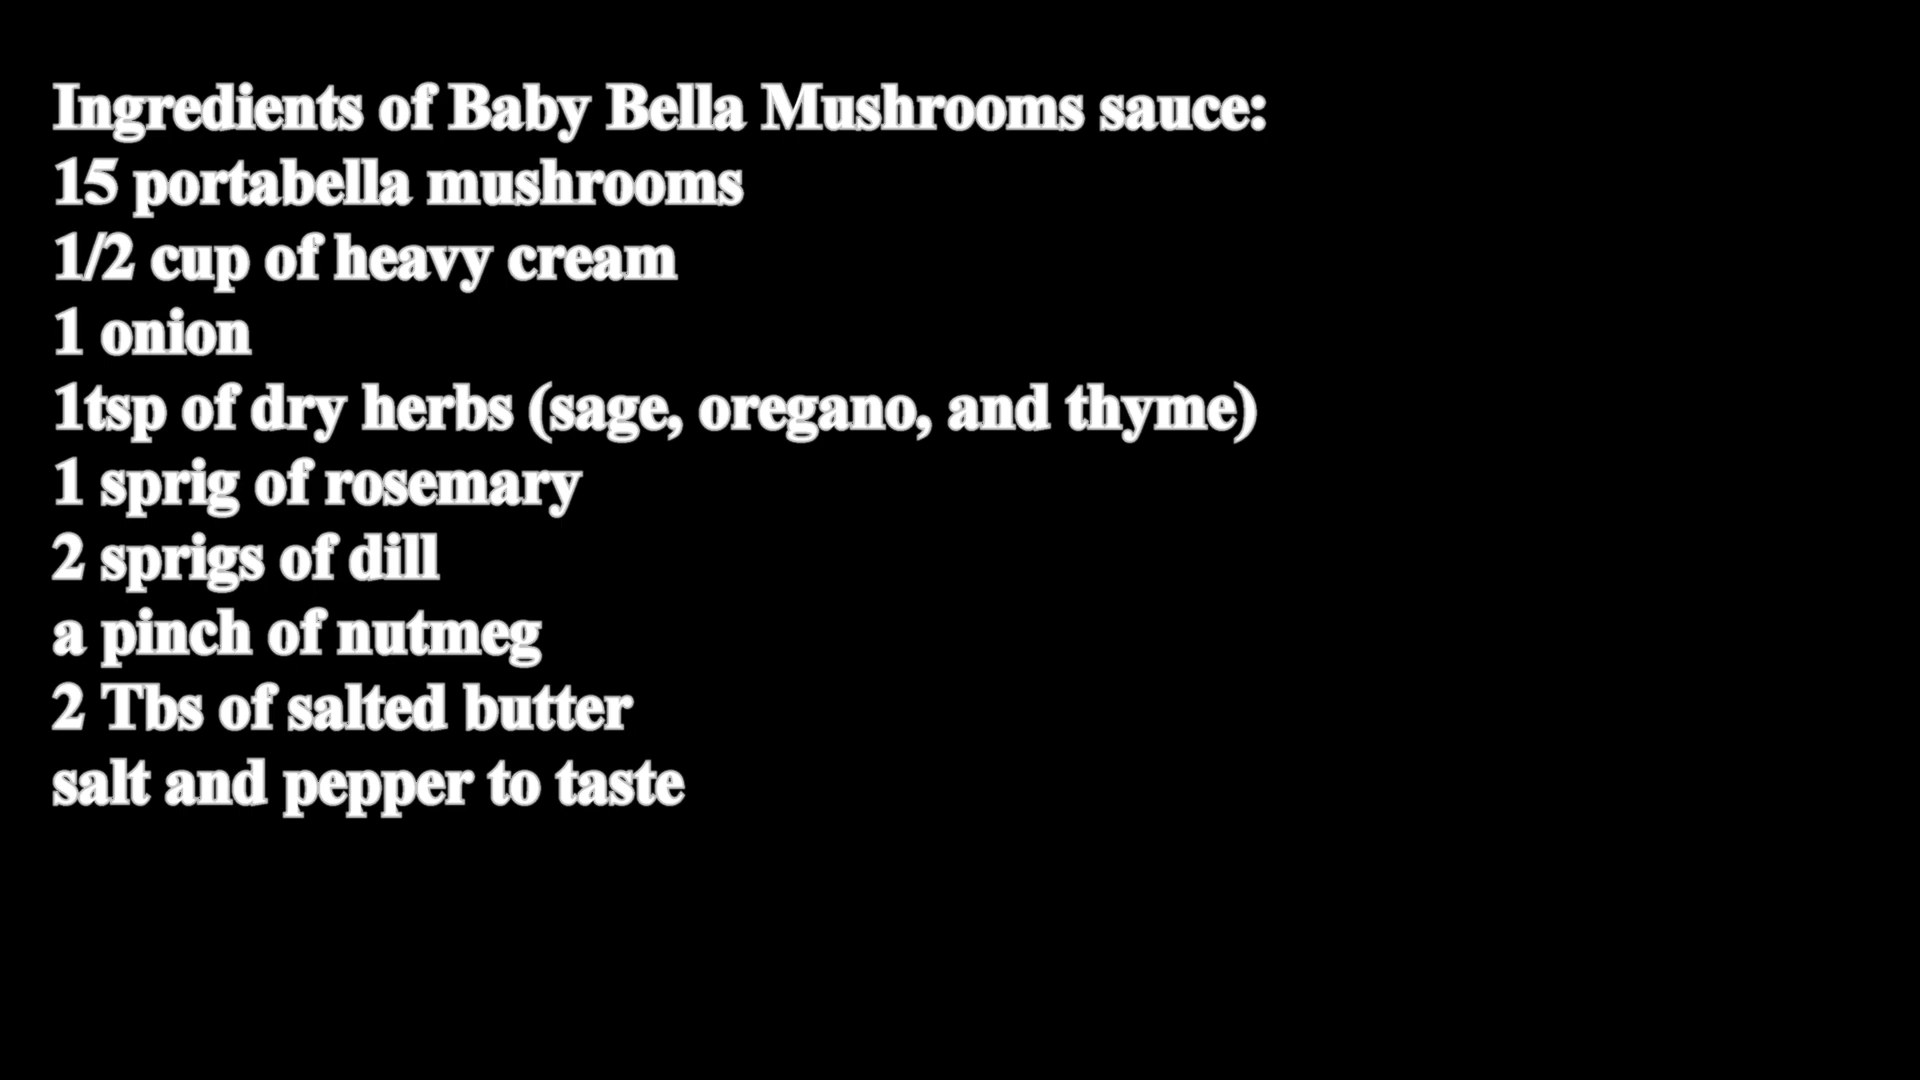 Ingredients of Baby Bella Mushrooms sauce:
15 portabella mushrooms
1/2 cup of heavy cream
1 onion
1tsp of dry herbs (sage, oregano, and thyme)
1 sprig of rosemary
2 sprigs of dill
a pinch of nutmeg
2 Tbs of salted butter
salt and pepper to taste